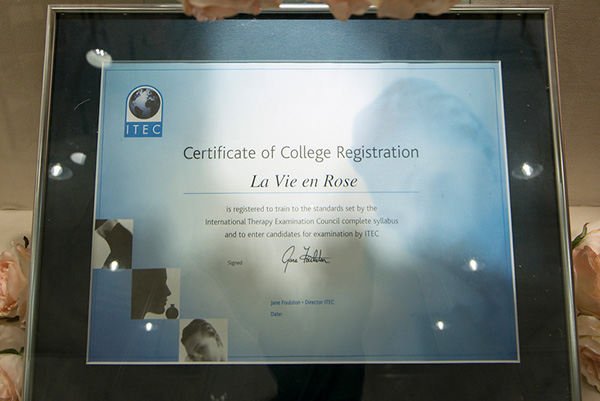 ITEC
Certificate of College Registration
La Vie en Rose
is registered to train to the standards set by the
International Therapy Examination Council complete syllabus
and to enter candidates for examination by ITEC
Signed Jane Foulston
Jane Foulston • Director ITEC
Date: